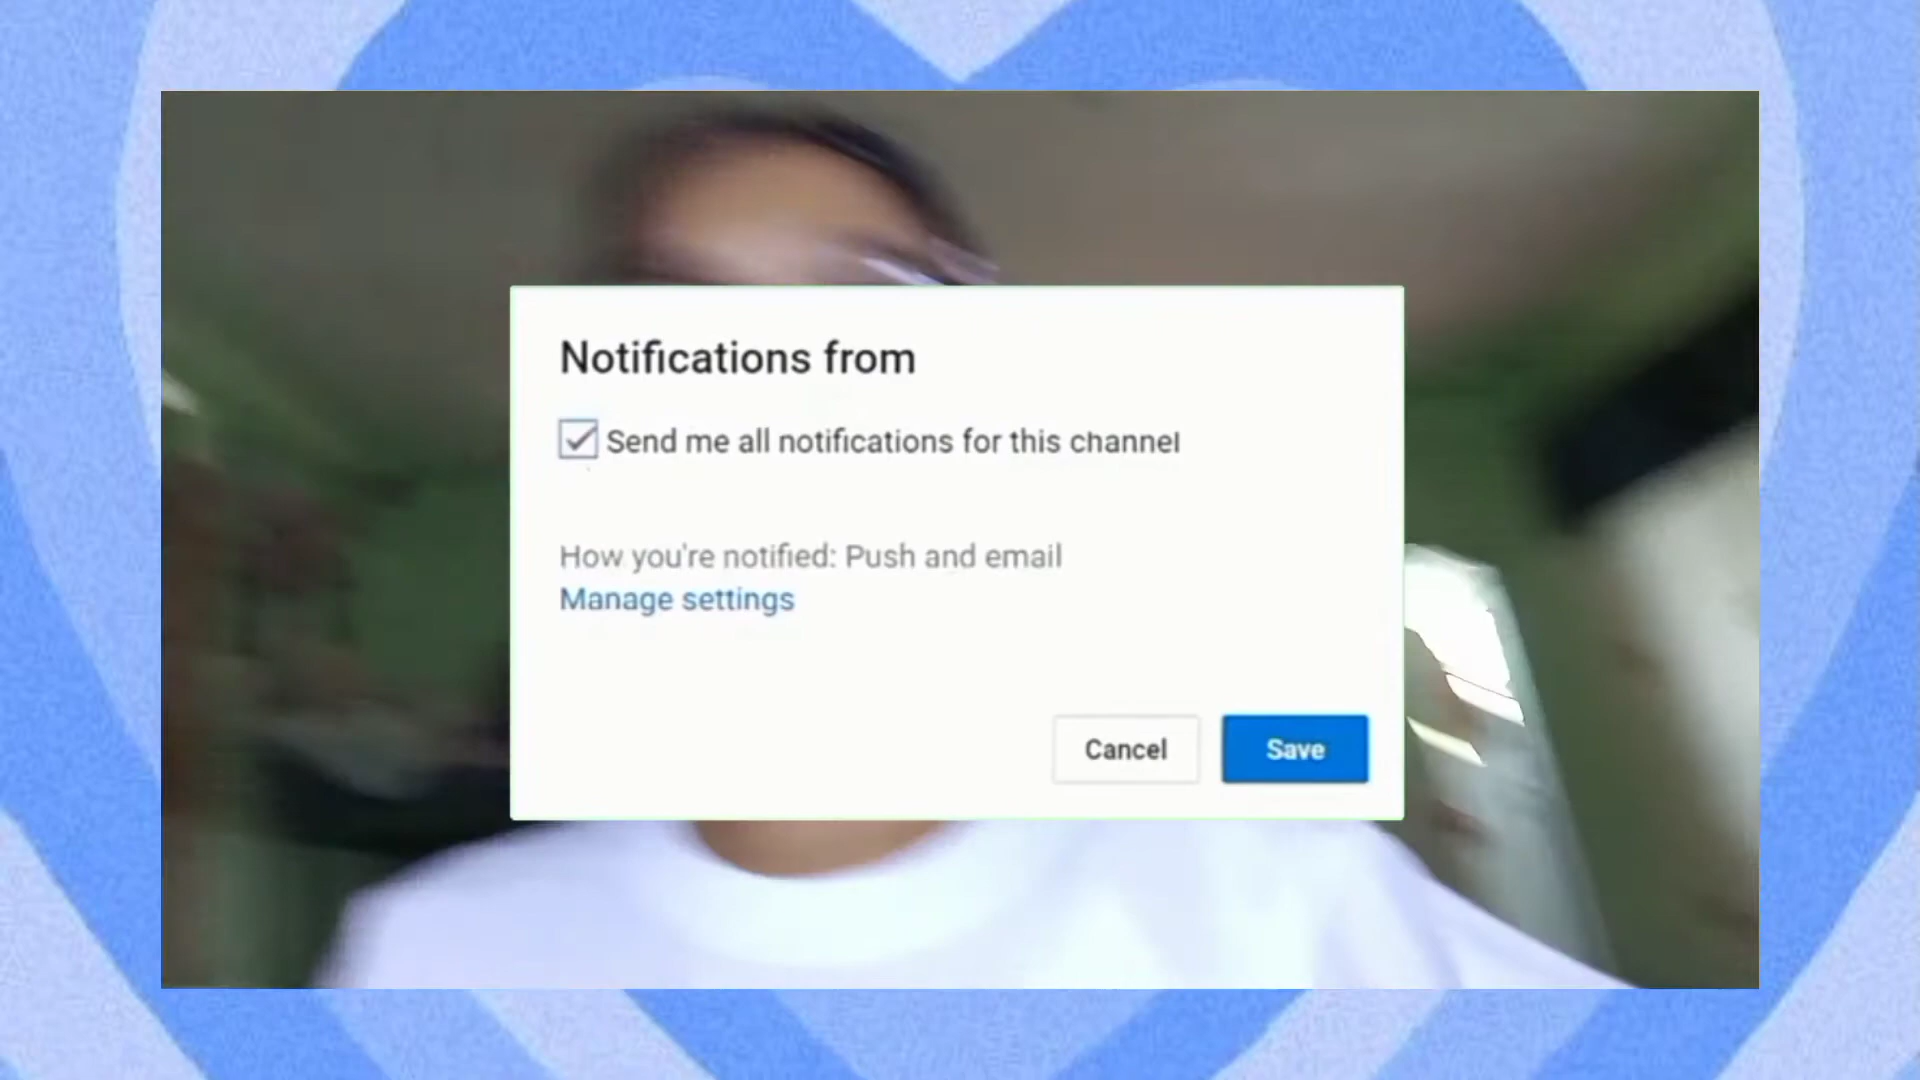 Notifications from
Send me all notifications for this channel
How you're notified: Push and email
Manage settings
Cancel
Save